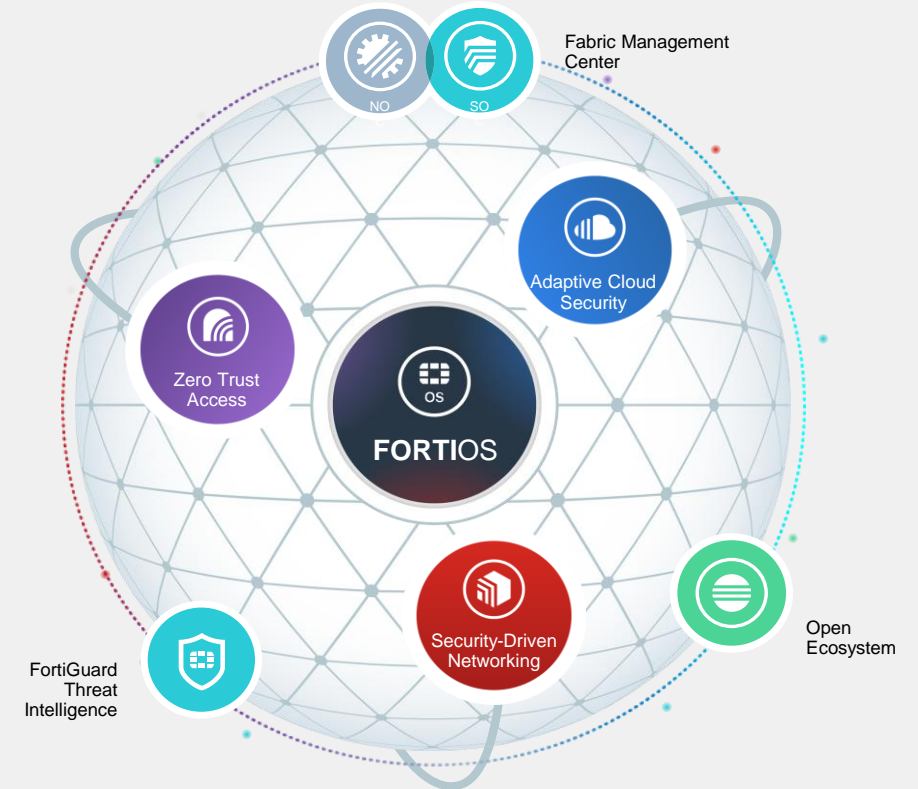 Fabric Management
Center
NO
SO
Adaptive Cloud
Security
Zero Trust
Access
OS
FORTIOS
Security-Driven
Networking
Open
Ecosystem
FortiGuard
Threat
Intelligence